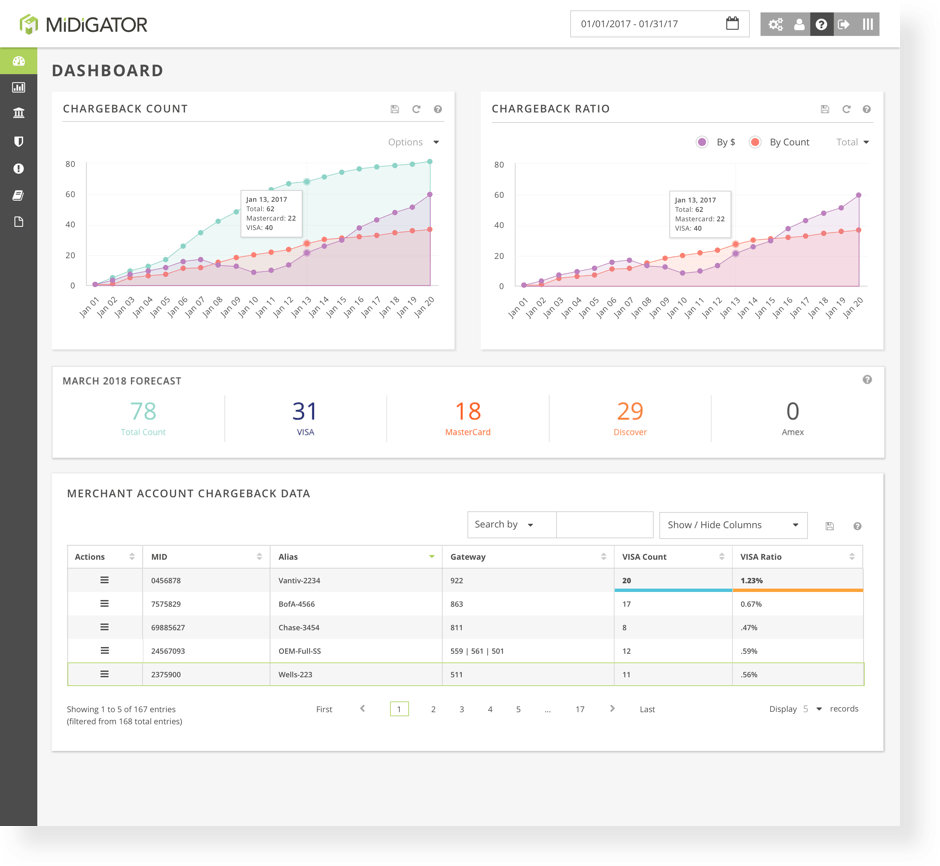 MiDiGATOR
01/01/2017 - 01/31/17
DASHBOARD
CHARGEBACK COUNT
Options
80
60
40
20
0
Jan 13, 2017
Total: 62
Mastercard: 22
VISA: 40
Jan 01
Jan 02
Jan 03
Jan 04
Jan 05
Jan 06
Jan 07
Jan 08
Jan 09
Jan 10
Jan 11
Jan 12
Jan 13
Jan 14
Jan 15
Jan 16
Jan 17
Jan 18
Jan 19
Jan 20
CHARGEBACK RATIO
By $ By Count Total
80
60
40
20
0
Jan 13, 2017
Total: 62
Mastercard: 22
VISA: 40
Jan 01
Jan 02
Jan 03
Jan 04
Jan 05
Jan 06
Jan 07
Jan 08
Jan 09
Jan 10
Jan 11
Jan 12
Jan 13
Jan 14
Jan 15
Jan 16
Jan 17
Jan 18
Jan 19
Jan 20
MARCH 2018 FORECAST
78 31 18 29 0
Total Count VISA MasterCard Discover Amex
MERCHANT ACCOUNT CHARGEBACK DATA
Search by Show / Hide Columns
Actions MID Alias Gateway VISA Count VISA Ratio
0456878 Vantiv-2234 922 20 1.23%
7575829 BofA-4566 863 17 0.67%
69885627 Chase-3454 811 8 .47%
24567093 OEM-Full-SS 559 | 561 | 501 12 .59%
2375900 Wells-223 511 11 .56%
Showing 1 to 5 of 167 entries First < 1 2 3 4 5 ... 17 > Last Display 5 records
(filtered from 168 total entries)